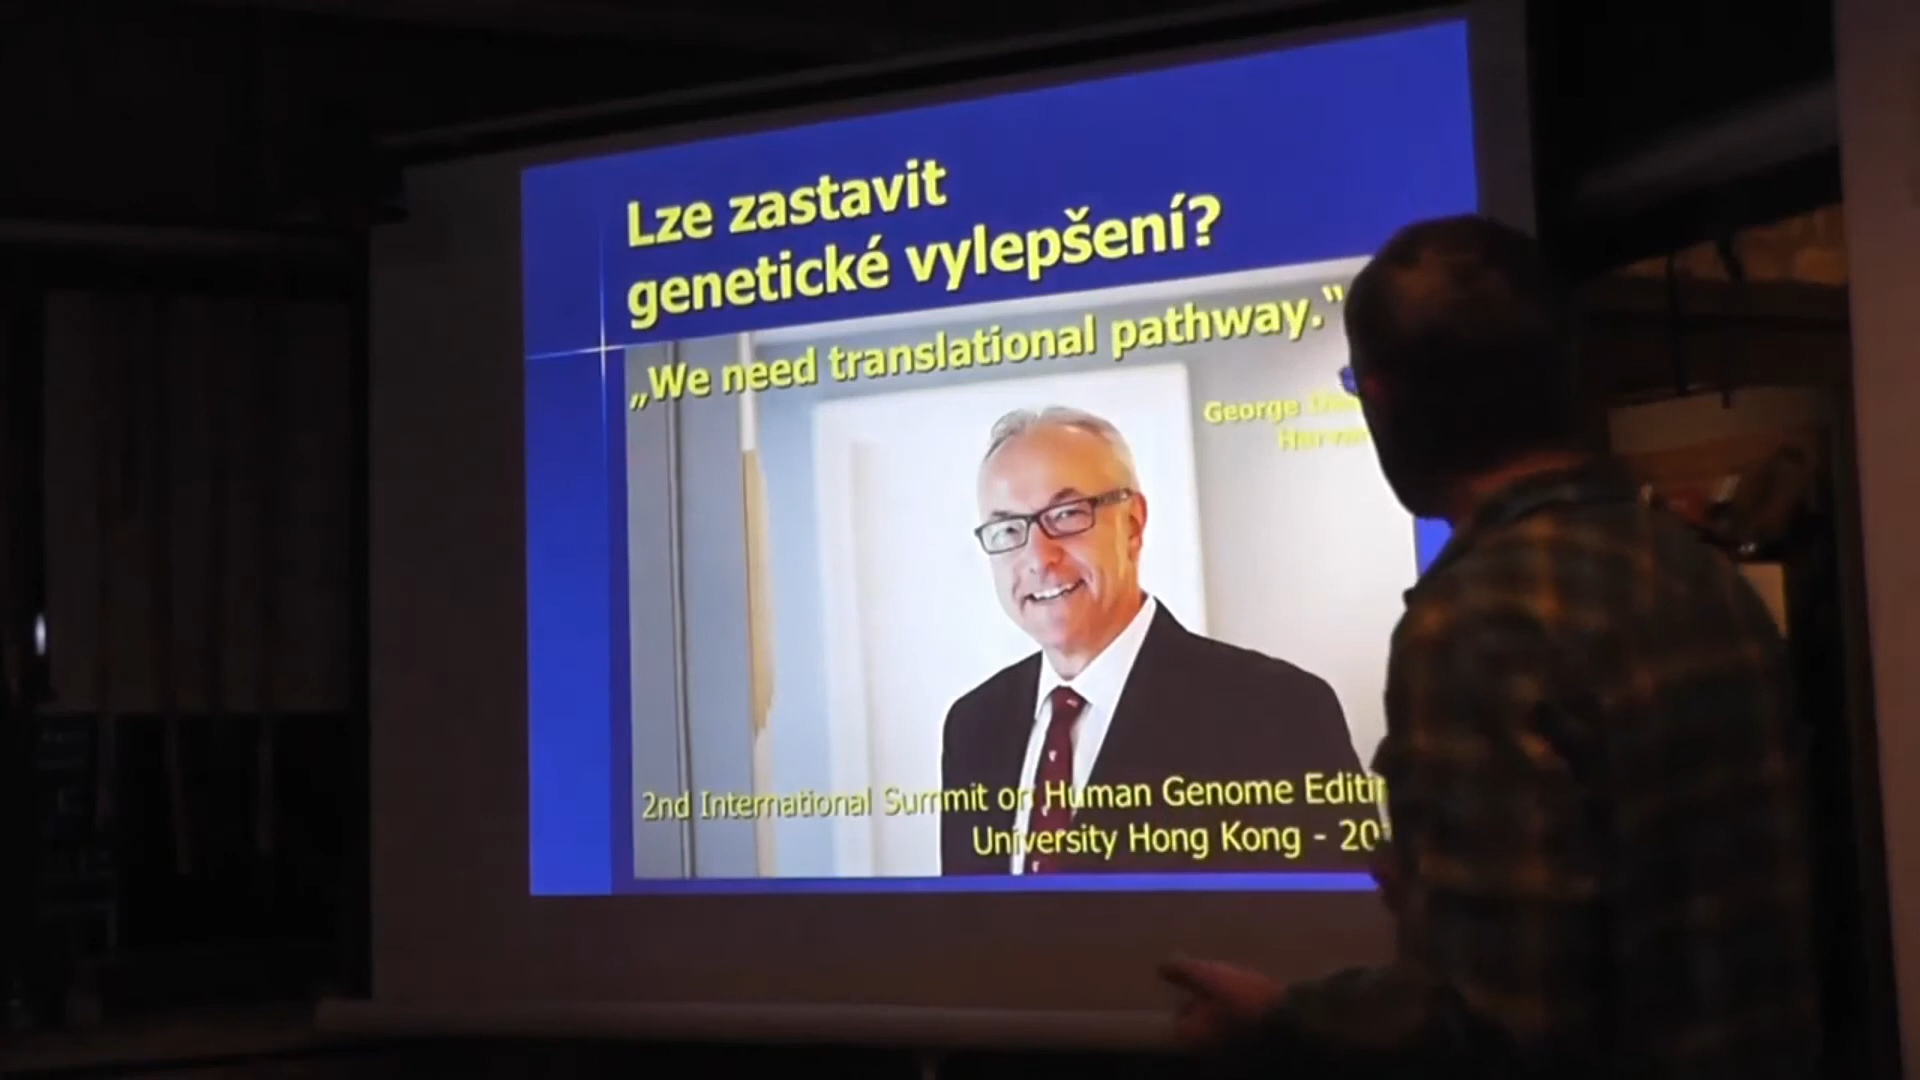 Lze zastavit
genetické vylepšení?
„We need translational pathway."
George
2nd International Summit on Human Genome
University Hong Kong -